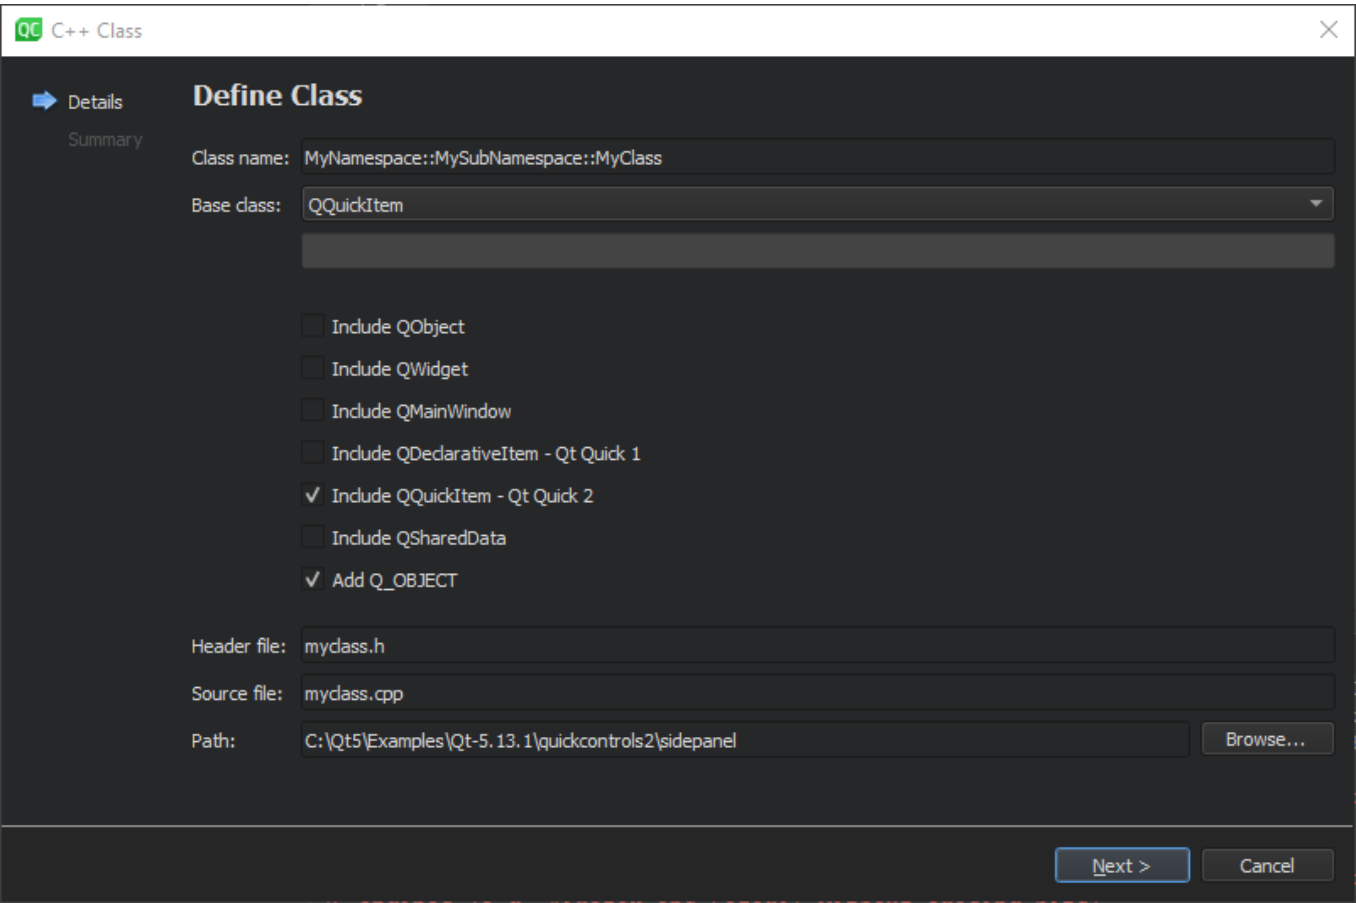 QC C++ Class
Details
Summary
Define Class
Class name: MyNamespace::MySubNamespace::MyClass
Base class: QQuickItem
Include QObject
Include QWidget
Include QMainWindow
Include QDeclarativeItem - Qt Quick 1
Include QQuickItem - Qt Quick 2
Include QSharedData
Add Q_OBJECT
Header file: myclass.h
Source file: myclass.cpp
Path: C:\Qt5\Examples\Qt-5.13.1\quickcontrols2\sidepanel Browse...
Next > Cancel